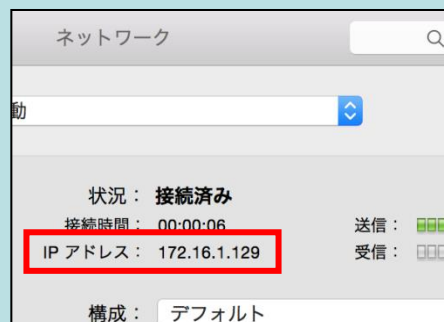 ネットワーク
動
状況： 接続済み
接続時間： 00:00:06 送信：
IP アドレス： 172.16.1.129 受信：
構成： デフォルト